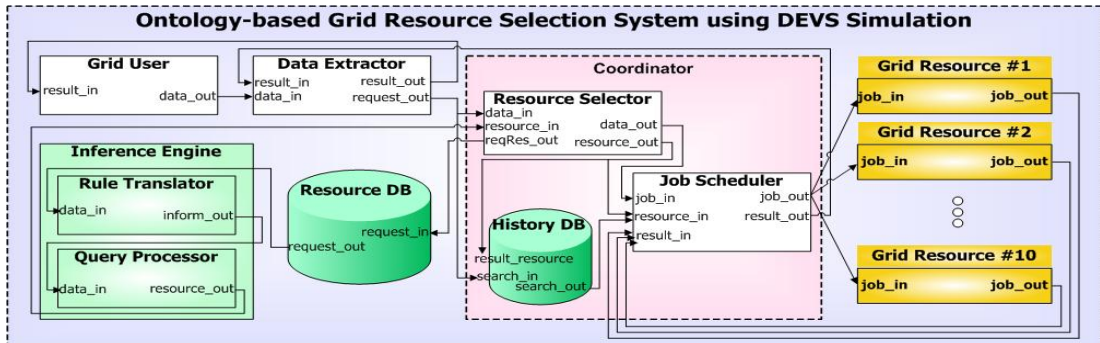 Ontology-based Grid Resource Selection System using DEVS Simulation
Grid User
result_in
data_out
Data Extractor
result_in
result_out
data_in
request_out
Coordinator
Resource Selector
data_in
resource_in
data_out
reqRes_out
resource_out
Inference Engine
Rule Translator
data_in
inform_out
Query Processor
data_in
resource_out
Resource DB
request_in
request_out
History DB
result_resource
search_in
search_out
Job Scheduler
job_in
job_out
resource_in
result_out
result_in
Grid Resource #1
job_in
job_out
Grid Resource #2
job_in
job_out
Grid Resource #10
job_in
job_out